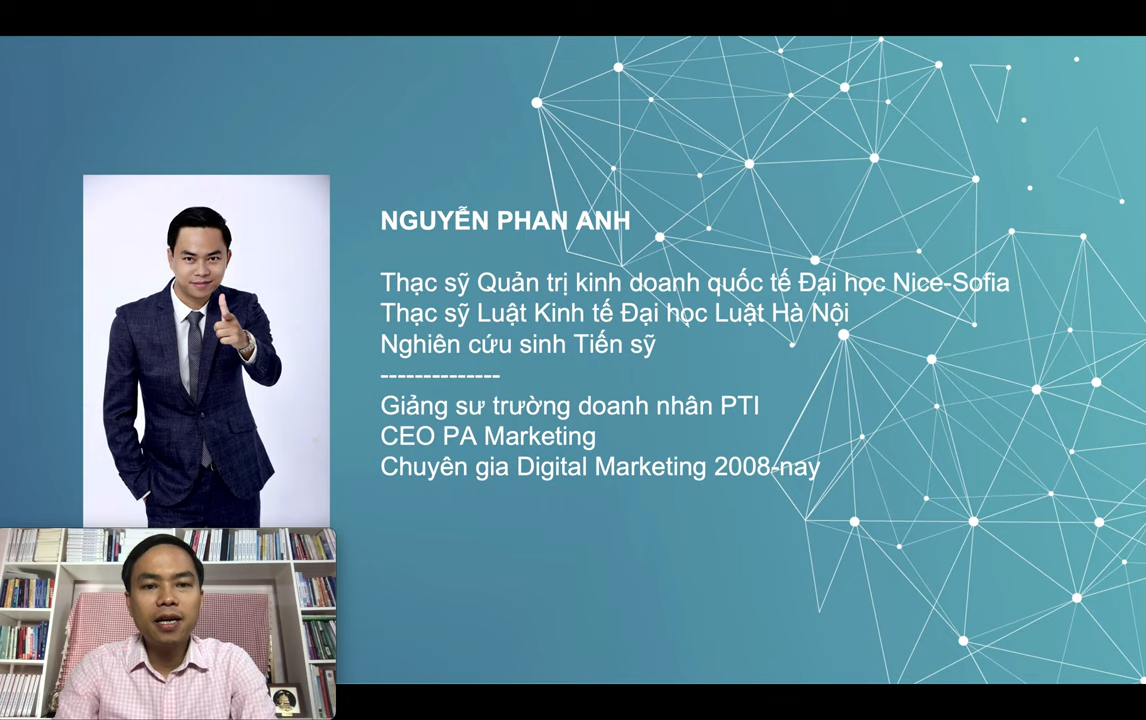 NGUYỄN PHAN ANH
Thạc sỹ Quản trị kinh doanh quốc tế Đại học Nice-Sofia
Thạc sỹ Luật Kinh tế Đại học Luật Hà Nội
Nghiên cứu sinh Tiến sỹ
--------------
Giảng sư trường doanh nhân PTI
CEO PA Marketing
Chuyên gia Digital Marketing 2008-nay